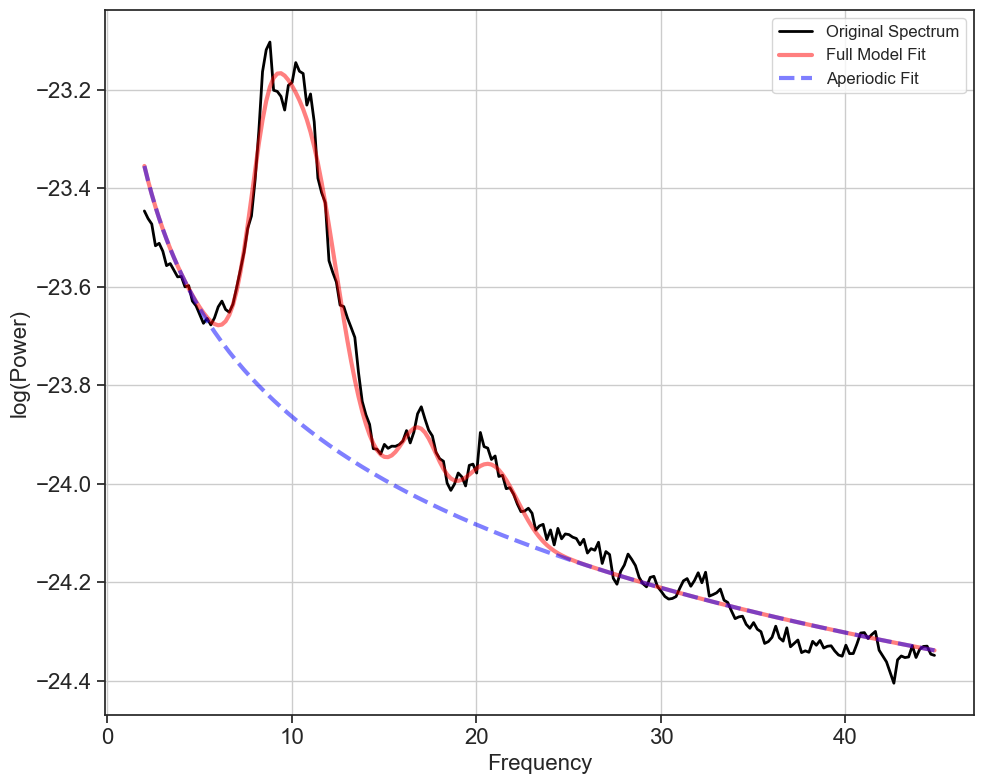 Original Spectrum
Full Model Fit
Aperiodic Fit
log(Power)
−23.2
−23.4
−23.6
−23.8
−24.0
−24.2
−24.4
0 10 20 30 40
Frequency